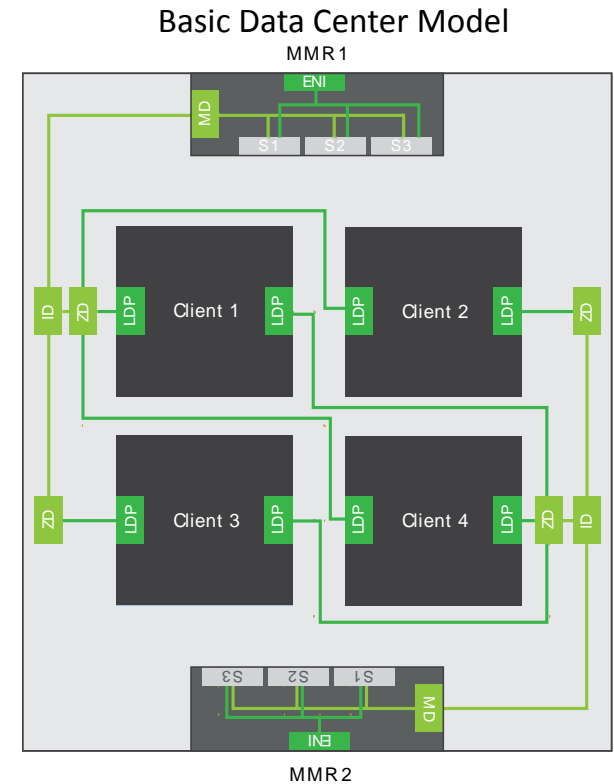 Basic Data Center Model
MMR1
ENI
MD
S1 S2 S3
ID ZD LDP Client 1 LDP LDP Client 2 LDP ZD
ZD LDP Client 3 LDP LDP Client 4 LDP ZD ID
S3 S2 S1
MD
ENI
MMR2